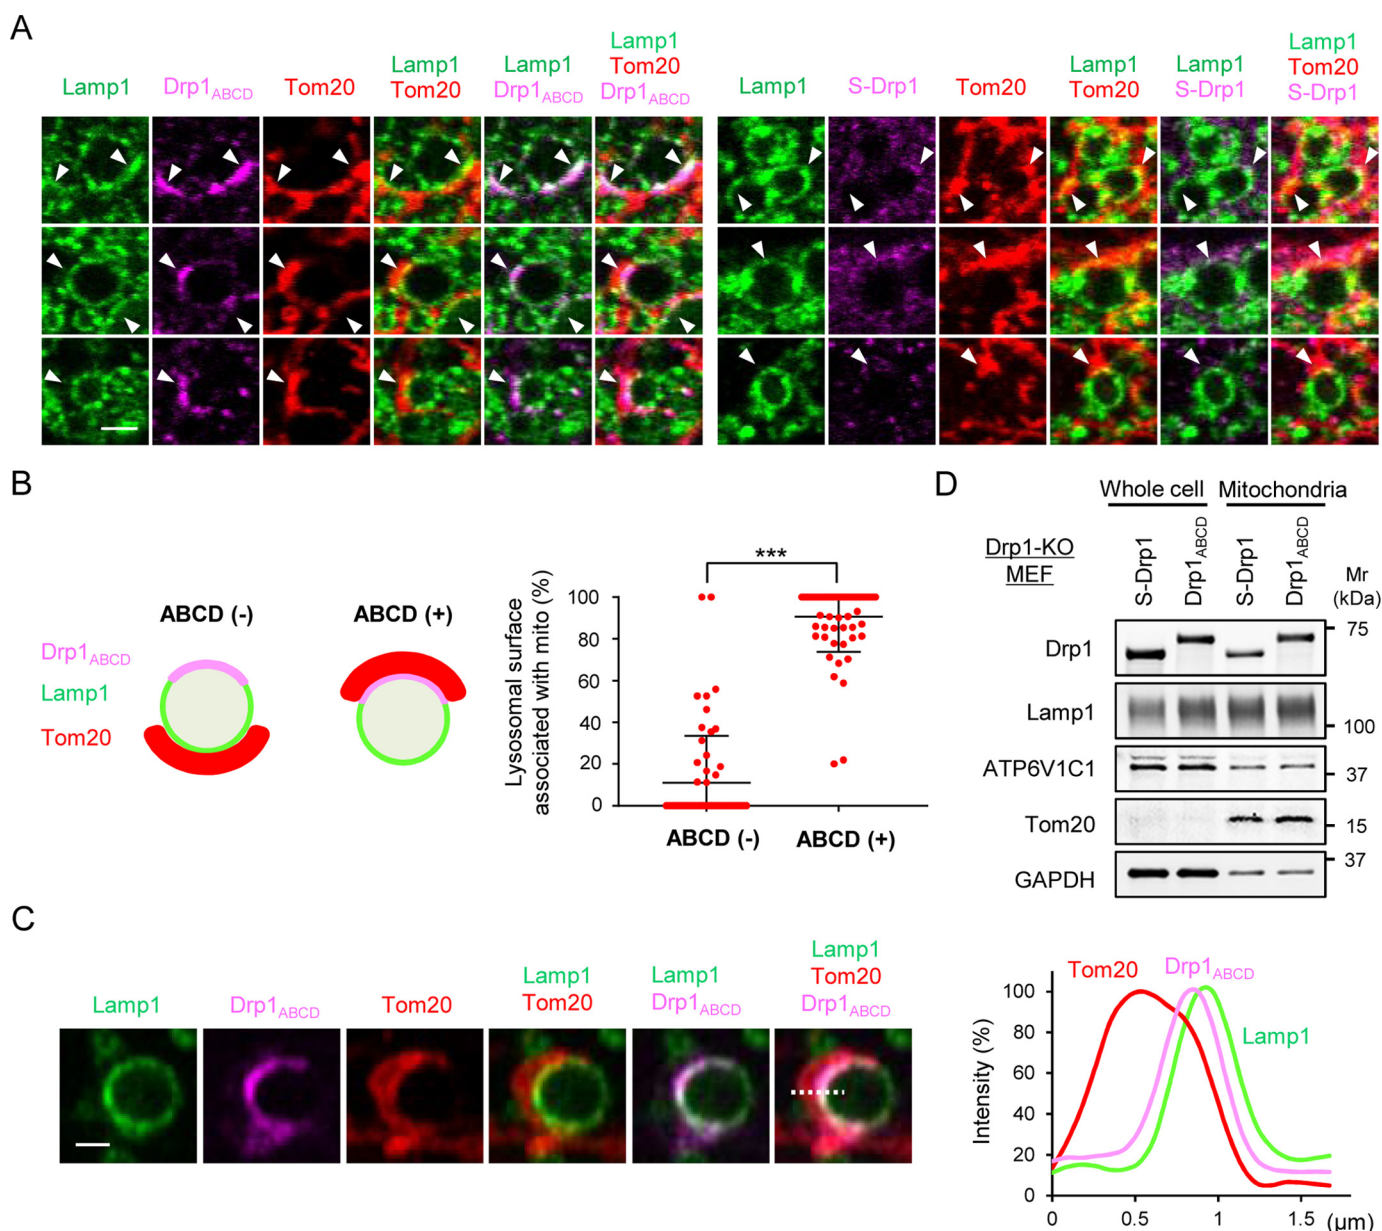 A
Lamp1 Drp1ABCD Tom20 Lamp1 Tom20 Lamp1 Drp1ABCD Lamp1 Tom20 Drp1ABCD
Lamp1 S-Drp1 Tom20 Lamp1 Tom20 Lamp1 S-Drp1 Lamp1 Tom20 S-Drp1
B
ABCD (-) ABCD (+)
Drp1ABCD
Lamp1
Tom20
Lysosomal surface
associated with mito (%)
***
100
80
60
40
20
0
ABCD (-) ABCD (+)
D
Whole cell Mitochondria
Drp1-KO
MEF
S-Drp1 Drp1ABCD S-Drp1 Drp1ABCD
Mr
(kDa)
Drp1 75
Lamp1 100
ATP6V1C1 37
Tom20 15
GAPDH 37
C
Lamp1 Drp1ABCD Tom20 Lamp1 Tom20 Lamp1 Drp1ABCD Lamp1 Tom20 Drp1ABCD
Tom20 Drp1ABCD
Lamp1
Intensity (%)
100
80
60
40
20
0
0 0.5 1 1.5 (μm)